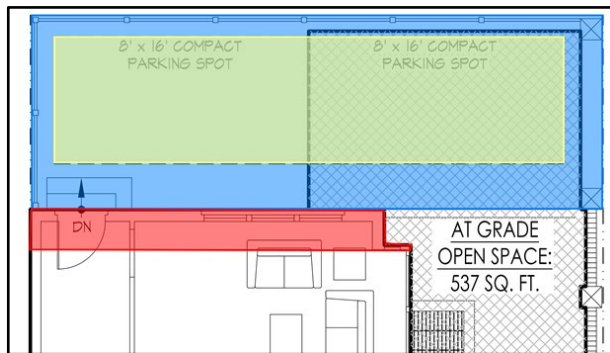 8' x 16' COMPACT
PARKING SPOT
8' x 16' COMPACT
PARKING SPOT
DN
AT GRADE
OPEN SPACE:
537 SQ. FT.